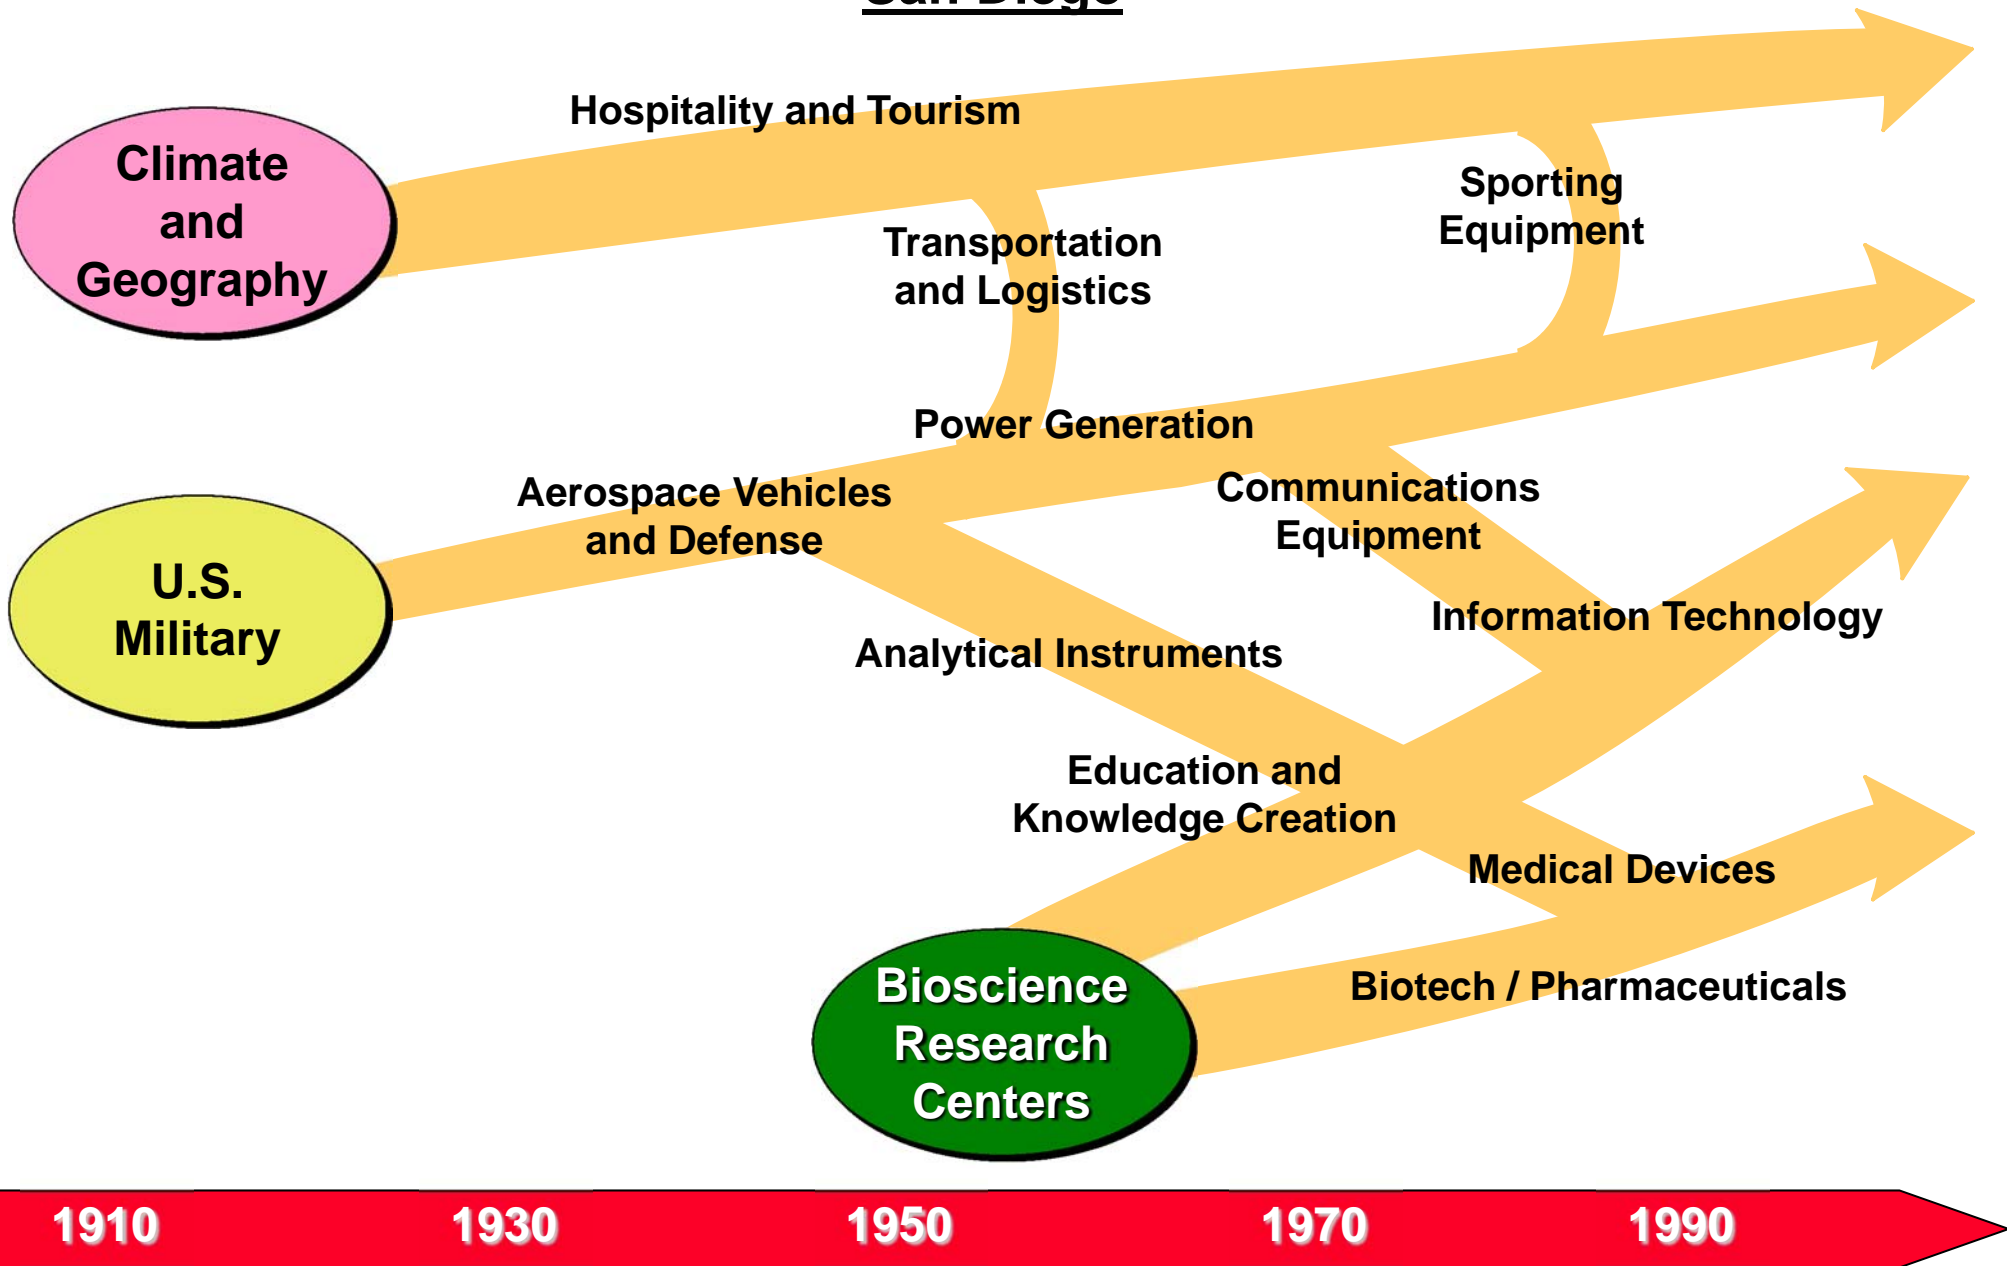 San Diego
Hospitality and Tourism
Climate
and
Geography
Sporting
Equipment
Transportation
and Logistics
Power Generation
Aerospace Vehicles
and Defense
Communications
Equipment
U.S.
Military
Information Technology
Analytical Instruments
Education and
Knowledge Creation
Medical Devices
Bioscience
Research
Centers
Biotech / Pharmaceuticals
1910 1930 1950 1970 1990